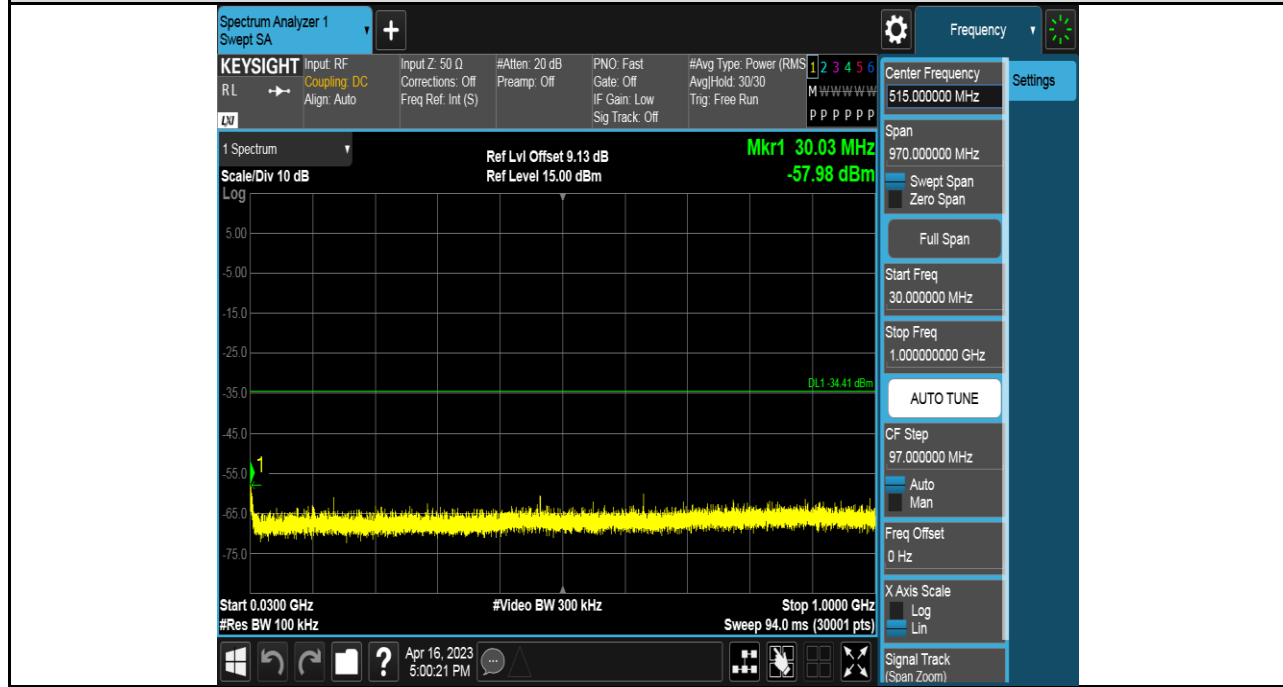 Spectrum Analyzer 1
Swept SA
+
Frequency
KEYSIGHT
RL
LXI
Input: RF
Coupling: DC
Align: Auto
Input Z: 50 Ω
Corrections: Off
Freq Ref: Int (S)
#Atten: 20 dB
Preamp: Off
PNO: Fast
Gate: Off
IF Gain: Low
Sig Track: Off
#Avg Type: Power (RMS
Avg|Hold: 30/30
Trig: Free Run
1 2 3 4 5 6
M W W W W W
P P P P P P
1 Spectrum
Scale/Div 10 dB
Log
Ref Lvl Offset 9.13 dB
Ref Level 15.00 dBm
Mkr1 30.03 MHz
-57.98 dBm
5.00
-5.00
-15.0
-25.0
-35.0
-45.0
-55.0
-65.0
-75.0
DL1 -34.41 dBm
1
Start 0.0300 GHz
#Res BW 100 kHz
#Video BW 300 kHz
Stop 1.0000 GHz
Sweep 94.0 ms (30001 pts)
?
Apr 16, 2023
5:00:21 PM
Center Frequency
515.000000 MHz
Settings
Span
970.000000 MHz
Swept Span
Zero Span
Full Span
Start Freq
30.000000 MHz
Stop Freq
1.000000000 GHz
AUTO TUNE
CF Step
97.000000 MHz
Auto
Man
Freq Offset
0 Hz
X Axis Scale
Log
Lin
Signal Track
(Span Zoom)